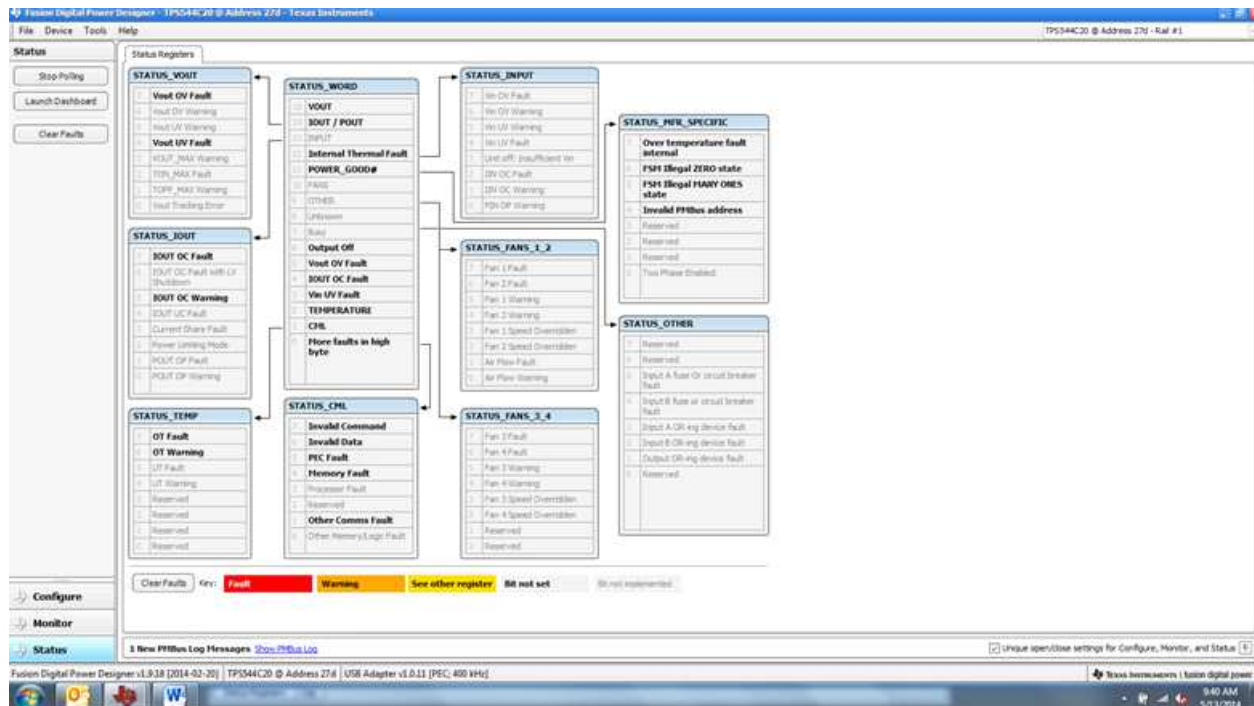 Fusion Digital Power Designer - TPS544C20 @ Address 27d - Texas Instruments
File Device Tools Help
TPS544C20 @ Address 27d - Rail #1
Status
Stop Polling
Launch Dashboard
Clear Faults
Status Registers
STATUS_VOUT
Vout OV Fault
Vout OV Warning
Vout UV Warning
Vout UV Fault
VOUT_MAX Warning
TON_MAX Fault
TOFF_MAX Warning
Vout Tracking Error
STATUS_IOUT
IOUT OC Fault
IOUT OC Fault with LV
Shutdown
IOUT OC Warning
IOUT UC Fault
Current Share Fault
Power Limiting Mode
POUT OP Fault
POUT OP Warning
STATUS_TEMP
OT Fault
OT Warning
UT Fault
UT Warning
Reserved
Reserved
Reserved
Reserved
STATUS_WORD
VOUT
IOUT / POUT
INPUT
Internal Thermal Fault
POWER_GOOD#
FANS
OTHER
Unknown
Busy
Output Off
Vout OV Fault
IOUT OC Fault
Vin UV Fault
TEMPERATURE
CML
More faults in high
byte
STATUS_CML
Invalid Command
Invalid Data
PEC Fault
Memory Fault
Processor Fault
Reserved
Other Comms Fault
Other Memory/Logic Fault
STATUS_INPUT
Vin OV Fault
Vin OV Warning
Vin UV Warning
Vin UV Fault
Unit off: Insufficient Vin
IIN OC Fault
IIN OC Warning
PIN OP Warning
STATUS_FANS_1_2
Fan 1 Fault
Fan 2 Fault
Fan 1 Warning
Fan 2 Warning
Fan 1 Speed Overridden
Fan 2 Speed Overridden
Air Flow Fault
Air Flow Warning
STATUS_FANS_3_4
Fan 3 Fault
Fan 4 Fault
Fan 3 Warning
Fan 4 Warning
Fan 3 Speed Overridden
Fan 4 Speed Overridden
Reserved
Reserved
STATUS_MFR_SPECIFIC
Over temperature fault
internal
FSM Illegal ZERO state
FSM Illegal MANY ONES
state
Invalid PMBus address
Reserved
Reserved
Reserved
Two Phase Enabled
STATUS_OTHER
Reserved
Reserved
Input A fuse Or circuit breaker
fault
Input B fuse or circuit breaker
fault
Input A OR-ing device fault
Input B OR-ing device fault
Output OR-ing device fault
Reserved
Clear Faults Key: Fault Warning See other register Bit not set Bit not implemented
Configure
Monitor
Status
1 New PMBus Log Messages Show PMBus Log
Unique open/close settings for Configure, Monitor, and Status
Fusion Digital Power Designer v1.9.18 [2014-02-20] TPS544C20 @ Address 27d USB Adapter v1.0.11 [PEC; 400 kHz]
Texas Instruments | fusion digital power
9:40 AM
5/13/2014